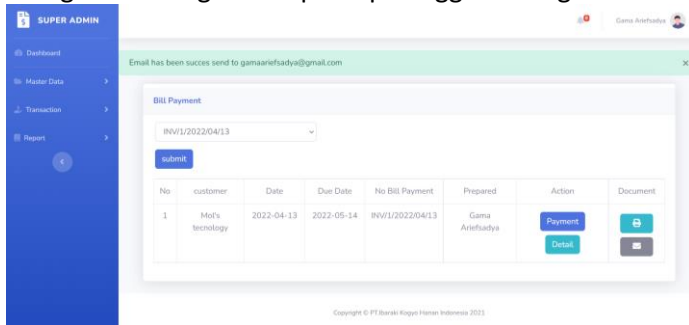 SUPER ADMIN
Gama Ariefsadya
Dashboard
Master Data
Transaction
Report
Email has been succes send to gamaariefsadya@gmail.com
×
Bill Payment
INV/1/2022/04/13
submit
No customer Date Due Date No Bill Payment Prepared Action Document
1 Mol's tecnology 2022-04-13 2022-05-14 INV/1/2022/04/13 Gama Ariefsadya Payment
Detail
Copyright © PT.Ibaraki Kogyo Hanan Indonesia 2021